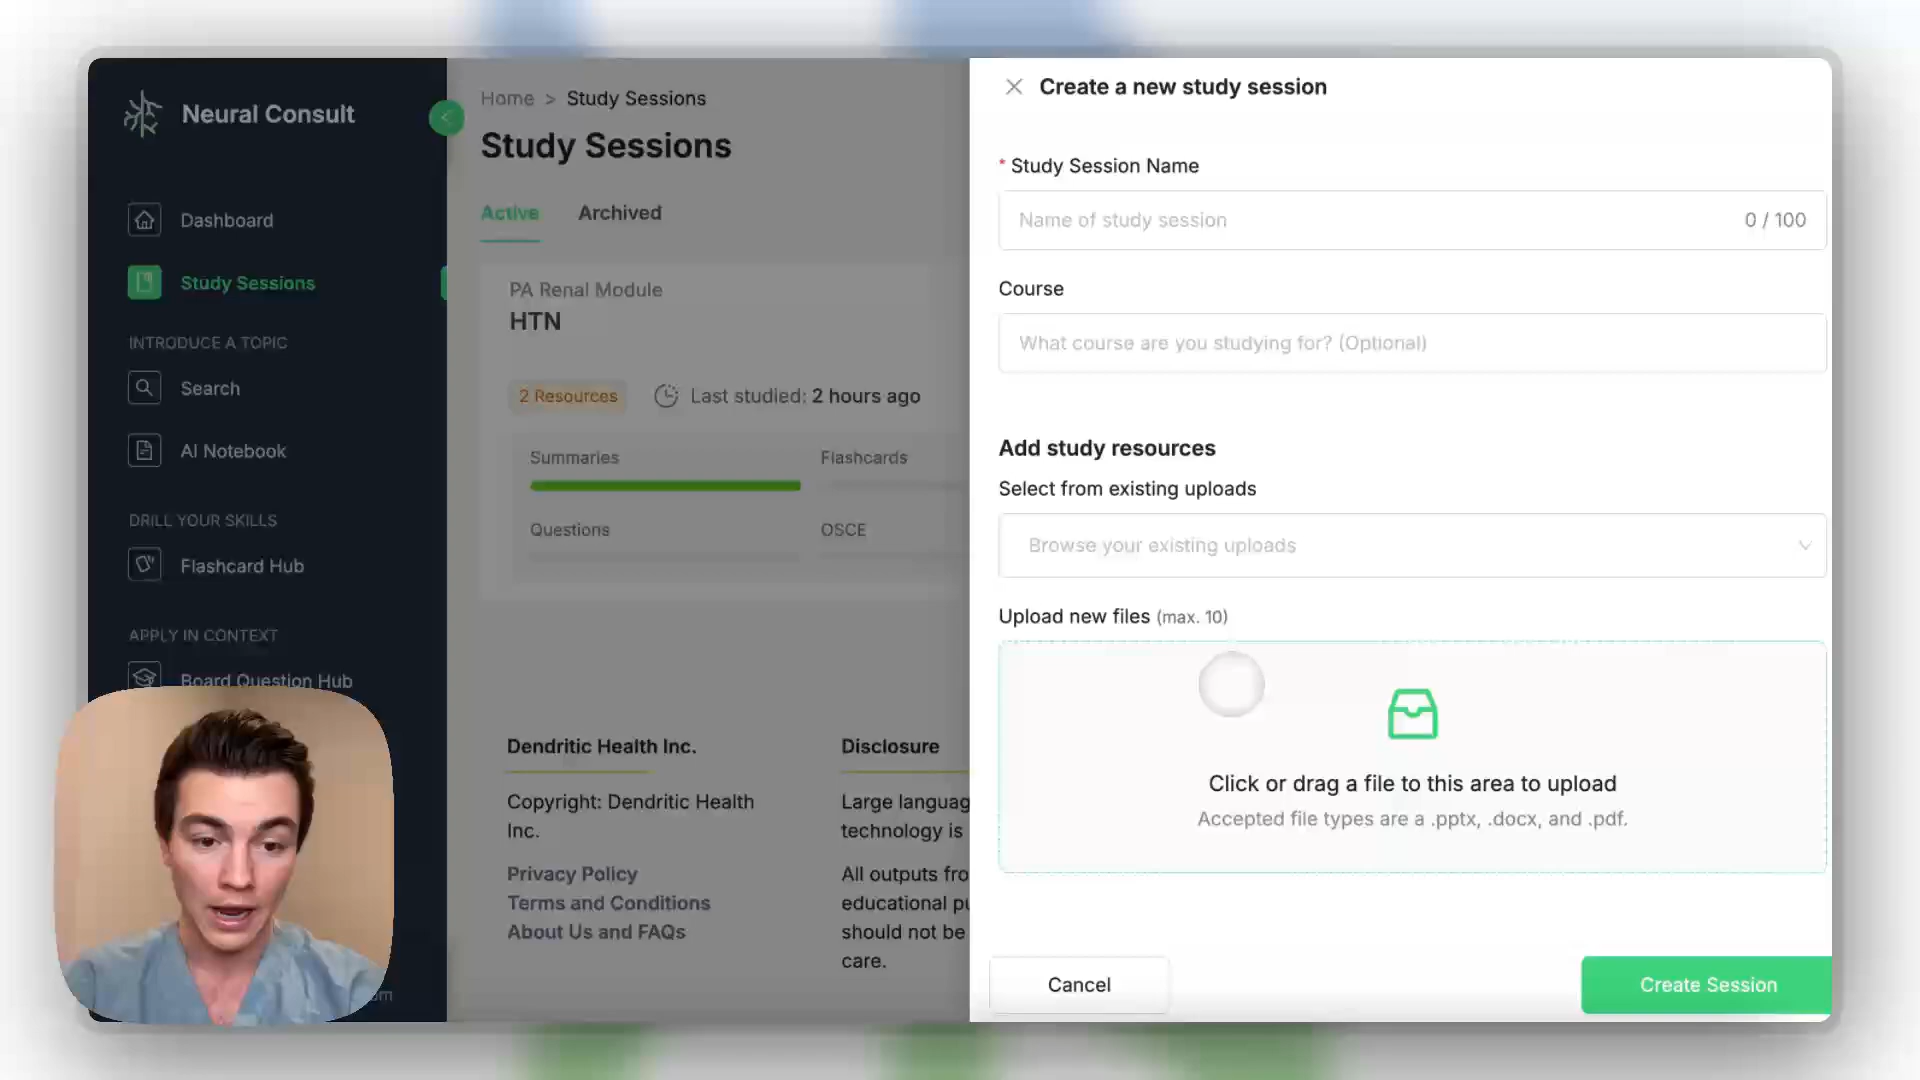 Neural Consult
Dashboard
Study Sessions
INTRODUCE A TOPIC
Search
AI Notebook
DRILL YOUR SKILLS
Flashcard Hub
APPLY IN CONTEXT
Board Question Hub
om
Home > Study Sessions
Study Sessions
Active Archived
PA Renal Module
HTN
2 Resources Last studied: 2 hours ago
Summaries Flashcards
Questions OSCE
Dendritic Health Inc.
Copyright: Dendritic Health
Inc.
Privacy Policy
Terms and Conditions
About Us and FAQs
Disclosure
Large languag
technology is
All outputs fro
educational pu
should not be
care.
Create a new study session
* Study Session Name
Name of study session 0 / 100
Course
What course are you studying for? (Optional)
Add study resources
Select from existing uploads
Browse your existing uploads
Upload new files (max. 10)
Click or drag a file to this area to upload
Accepted file types are a .pptx, .docx, and .pdf.
Cancel Create Session